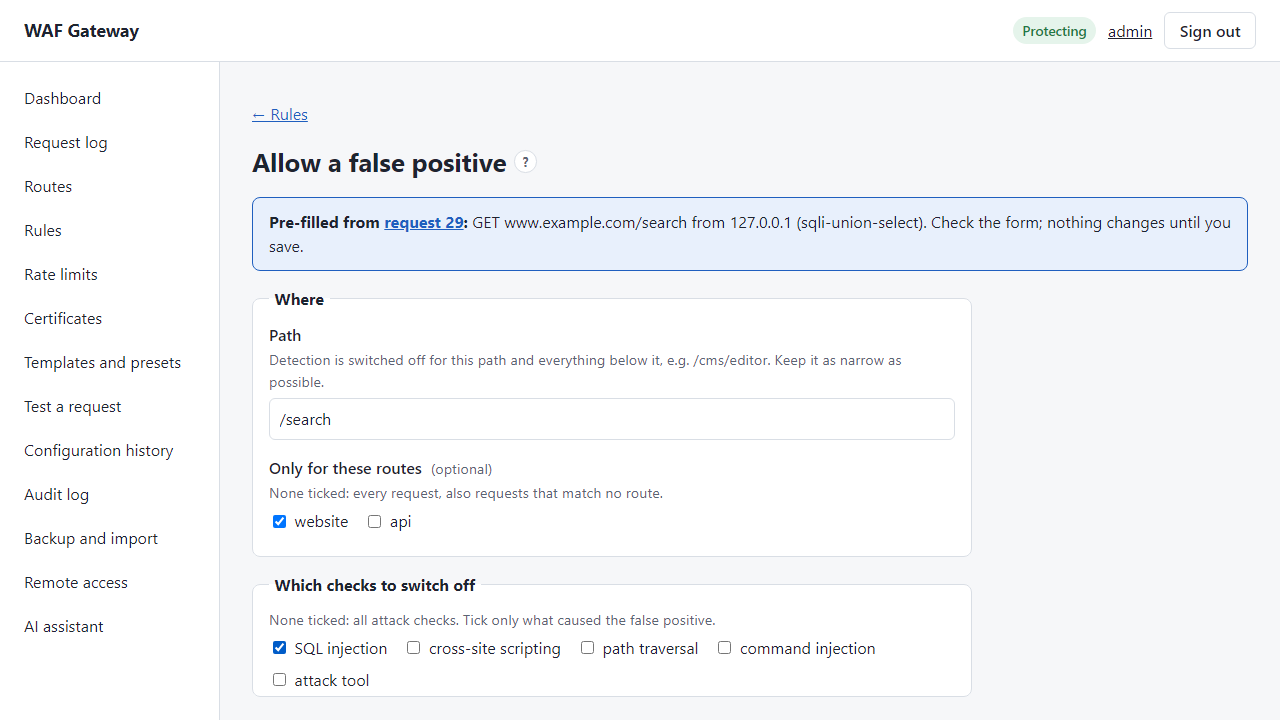 WAF Gateway
Protecting
admin
Sign out
Dashboard
Request log
Routes
Rules
Rate limits
Certificates
Templates and presets
Test a request
Configuration history
Audit log
Backup and import
Remote access
AI assistant
← Rules
Allow a false positive ?
Pre-filled from request 29: GET www.example.com/search from 127.0.0.1 (sqli-union-select). Check the form; nothing changes until you
save.
Where
Path
Detection is switched off for this path and everything below it, e.g. /cms/editor. Keep it as narrow as
possible.
/search
Only for these routes (optional)
None ticked: every request, also requests that match no route.
website api
Which checks to switch off
None ticked: all attack checks. Tick only what caused the false positive.
SQL injection cross-site scripting path traversal command injection
attack tool